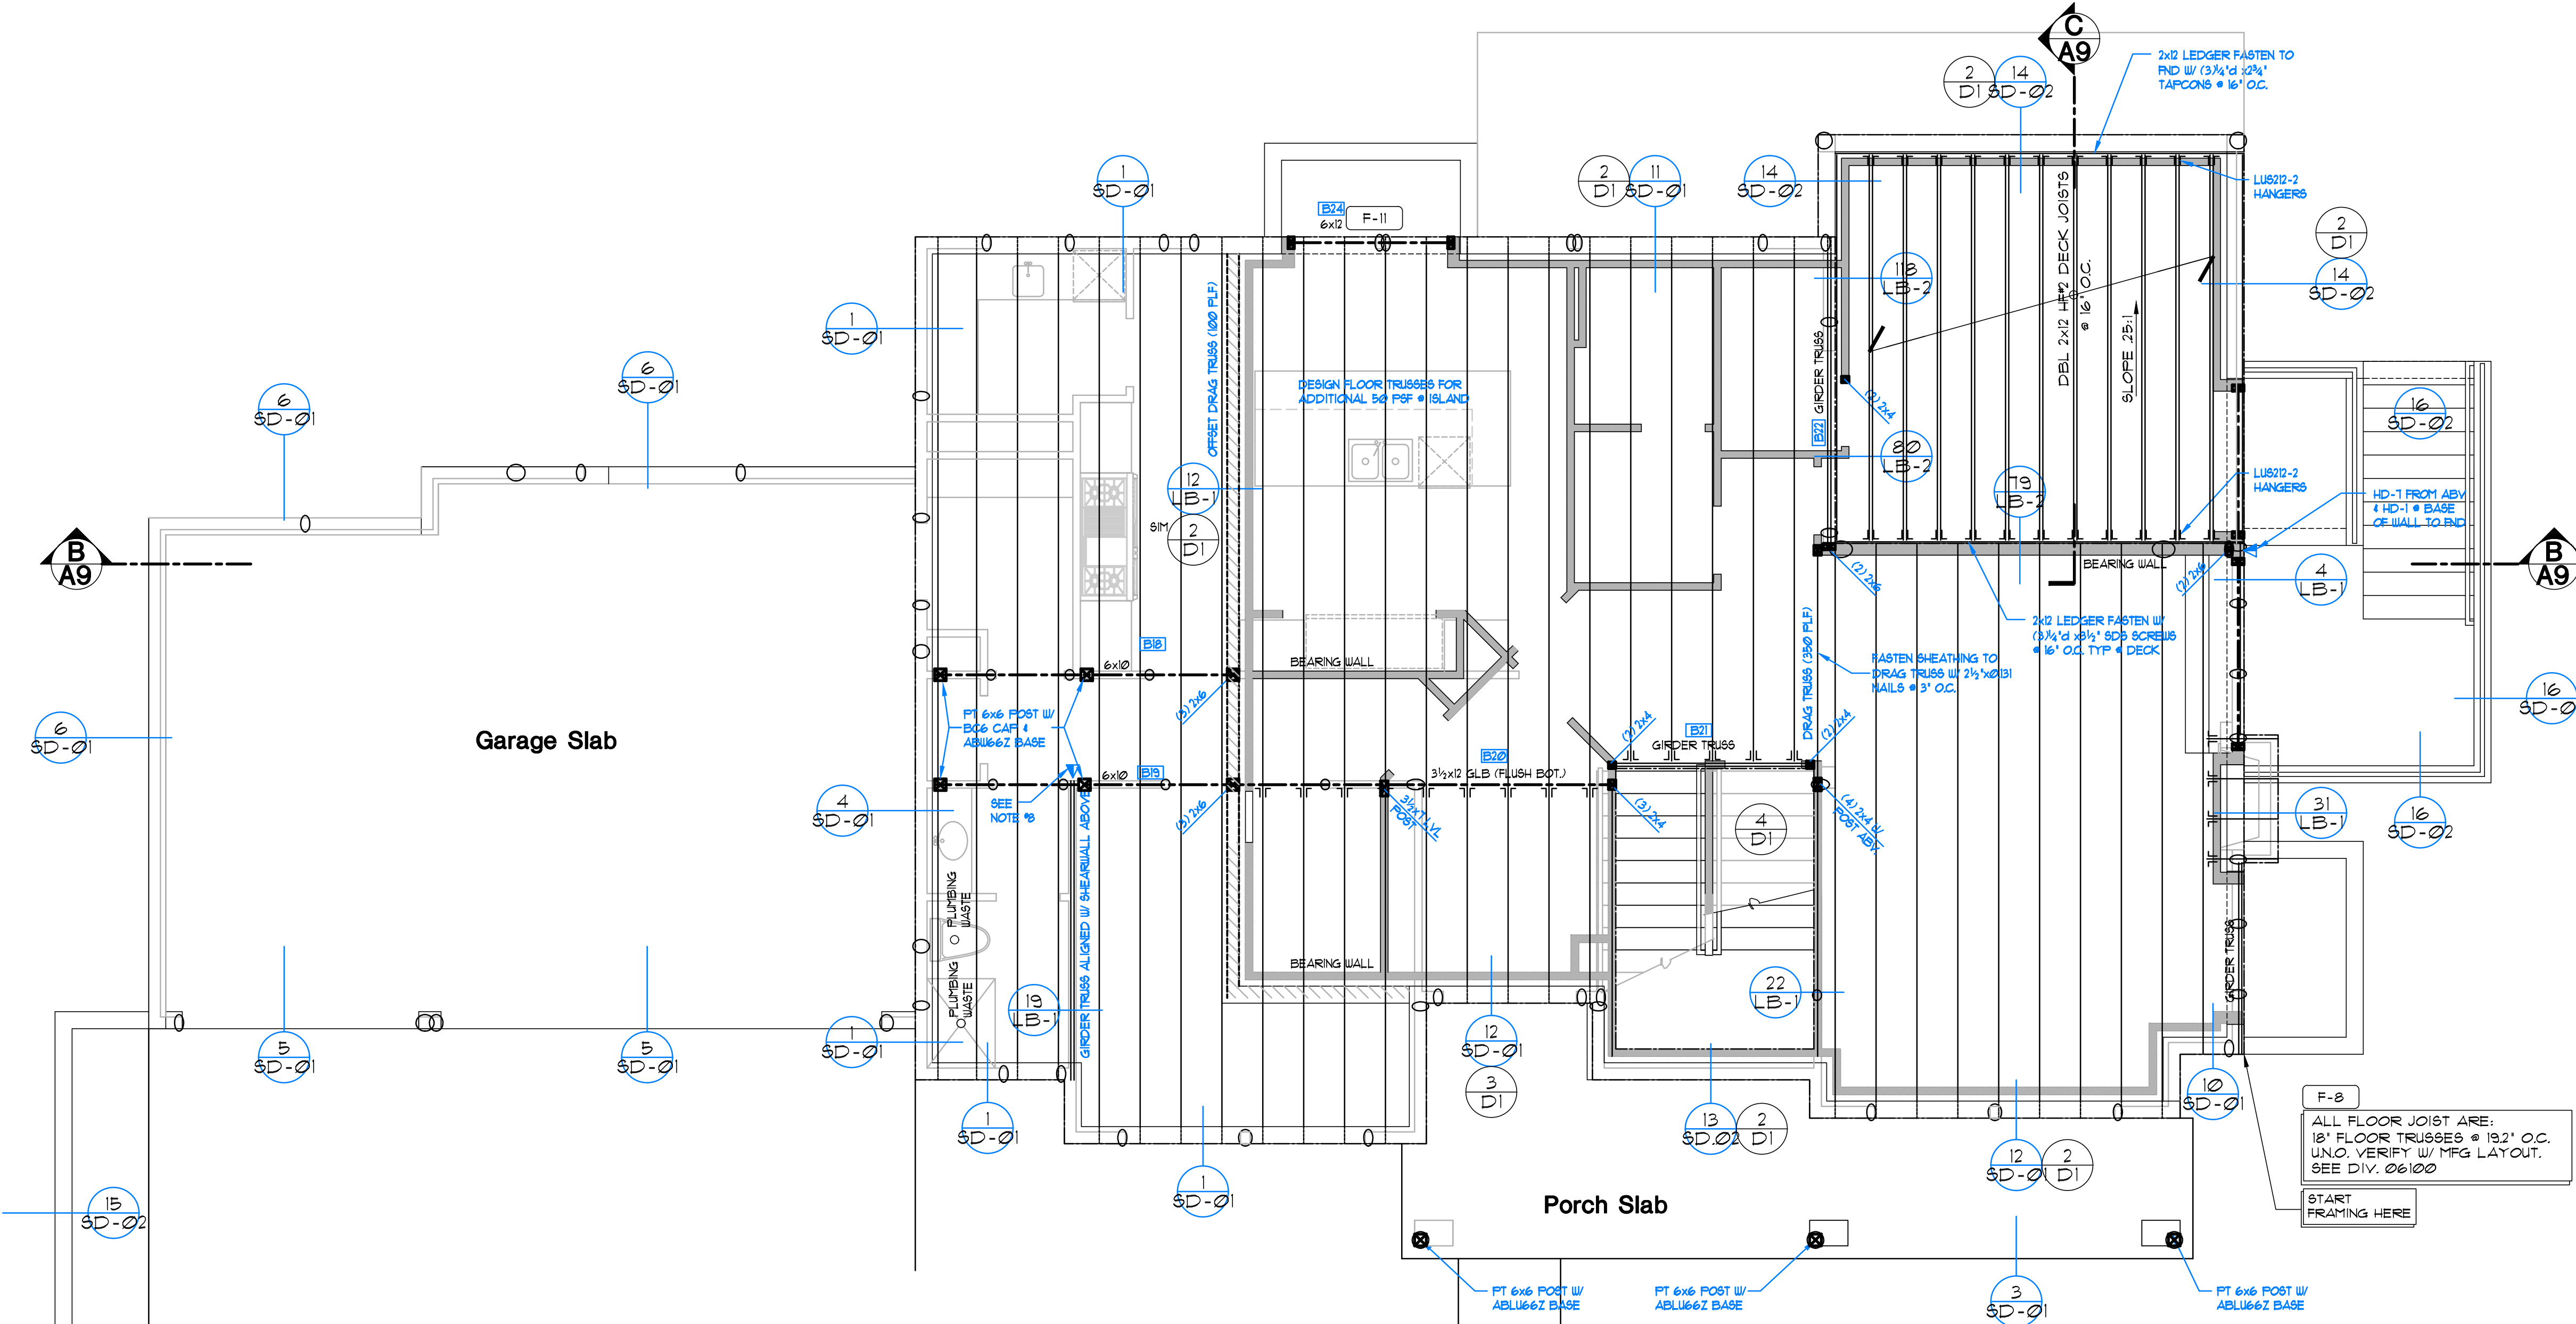 C
A9
2x12 LEDGER FASTEN TO
FND W/ (3)¼"d x2¾"
TAPCONS @ 16" O.C.
2
D1
14
SD-02
1
SD-01
2
D1
11
SD-01
14
SD-02
LUS212-2
HANGERS
B24
6x12
F-11
2
D1
14
SD-02
DBL 2x12 HF#2 DECK JOISTS
@ 16" O.C.
SLOPE .25:1
118
LB-2
1
SD-01
OFFSET DRAG TRUSS (100 PLF)
GIRDER TRUSS
B22
6
SD-01
6
SD-01
DESIGN FLOOR TRUSSES FOR
ADDITIONAL 50 PSF @ ISLAND
(2) 2x4
16
SD-02
80
LB-2
12
LB-1
SIM
2
D1
19
LB-2
LUS212-2
HANGERS
HD-7 FROM ABV
& HD-1 @ BASE
OF WALL TO FND
B
A9
B
A9
BEARING WALL
(2) 2x6
(2) 2x6
4
LB-1
2x12 LEDGER FASTEN W/
(3)¼"d x3½" SDS SCREWS
@ 16" O.C. TYP @ DECK
B18
6x10
BEARING WALL
FASTEN SHEATHING TO
DRAG TRUSS W/ 2½"x0.131
NAILS @ 3" O.C.
DRAG TRUSS (350 PLF)
16
(3) 2x6
PT 6x6 POST W/
BC6 CAP &
ABW66Z BASE
6
SD-01
Garage Slab
(2) 2x4
B21
GIRDER TRUSS
(2) 2x4
B20
3½x12 GLB (FLUSH BOT.)
6x10
B19
SEE
NOTE #8
4
SD-01
(3) 2x6
3½x7 LVL
POST
(3) 2x4
(4) 2x4 W/
POST ABV.
4
D1
31
LB-1
16
SD-02
GIRDER TRUSS ALIGNED W/ SHEARWALL ABOVE
PLUMBING
WASTE
PLUMBING
WASTE
BEARING WALL
GIRDER TRUSS
19
LB-1
22
LB-1
5
SD-01
5
SD-01
1
SD-01
12
SD-01
3
D1
1
SD-01
13
SD.02
2
D1
10
SD-01
F-8
ALL FLOOR JOIST ARE:
18" FLOOR TRUSSES @ 19.2" O.C.
U.N.O. VERIFY W/ MFG LAYOUT.
SEE DIV. 06100
12
SD-01
2
D1
1
SD-01
15
SD-02
Porch Slab
START
FRAMING HERE
PT 6x6 POST W/
ABLU66Z BASE
PT 6x6 POST W/
ABLU66Z BASE
3
SD-01
PT 6x6 POST W/
ABLU66Z BASE